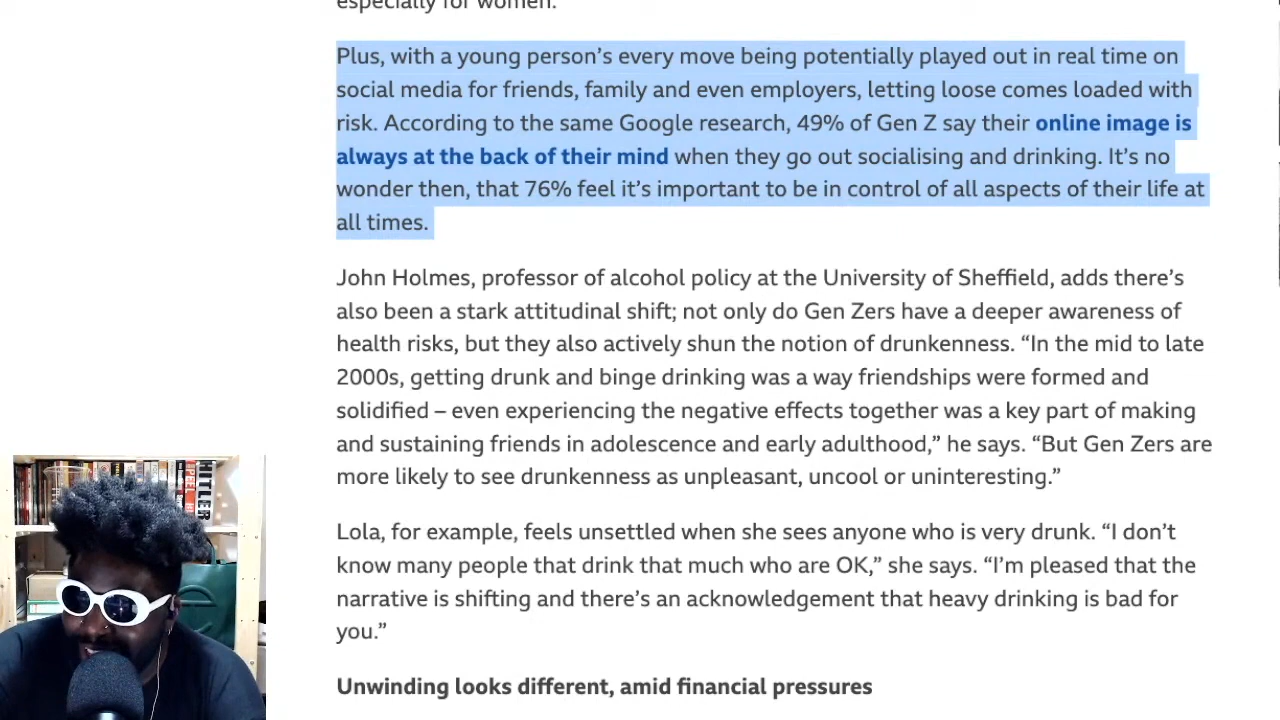 especially for women.
Plus, with a young person’s every move being potentially played out in real time on
social media for friends, family and even employers, letting loose comes loaded with
risk. According to the same Google research, 49% of Gen Z say their online image is
always at the back of their mind when they go out socialising and drinking. It’s no
wonder then, that 76% feel it’s important to be in control of all aspects of their life at
all times.
John Holmes, professor of alcohol policy at the University of Sheffield, adds there’s
also been a stark attitudinal shift; not only do Gen Zers have a deeper awareness of
health risks, but they also actively shun the notion of drunkenness. “In the mid to late
2000s, getting drunk and binge drinking was a way friendships were formed and
solidified – even experiencing the negative effects together was a key part of making
and sustaining friends in adolescence and early adulthood,” he says. “But Gen Zers are
more likely to see drunkenness as unpleasant, uncool or uninteresting.”
Lola, for example, feels unsettled when she sees anyone who is very drunk. “I don’t
know many people that drink that much who are OK,” she says. “I’m pleased that the
narrative is shifting and there’s an acknowledgement that heavy drinking is bad for
you.”
Unwinding looks different, amid financial pressures
HITLER